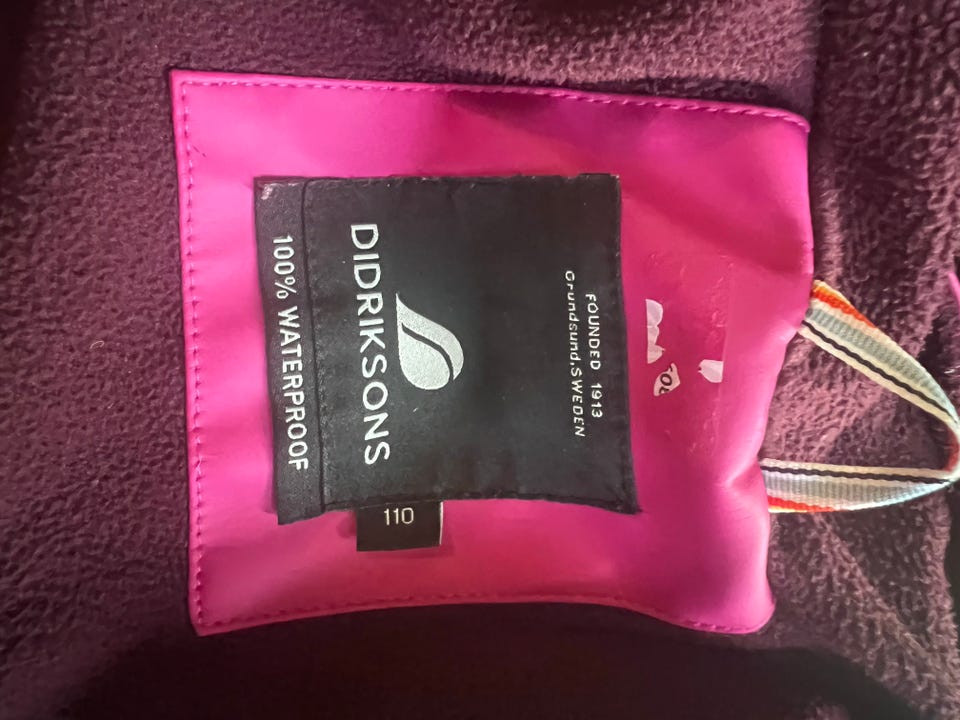 FOUNDED 1913
Grundsund, SWEDEN
DIDRIKSONS
100% WATERPROOF
110